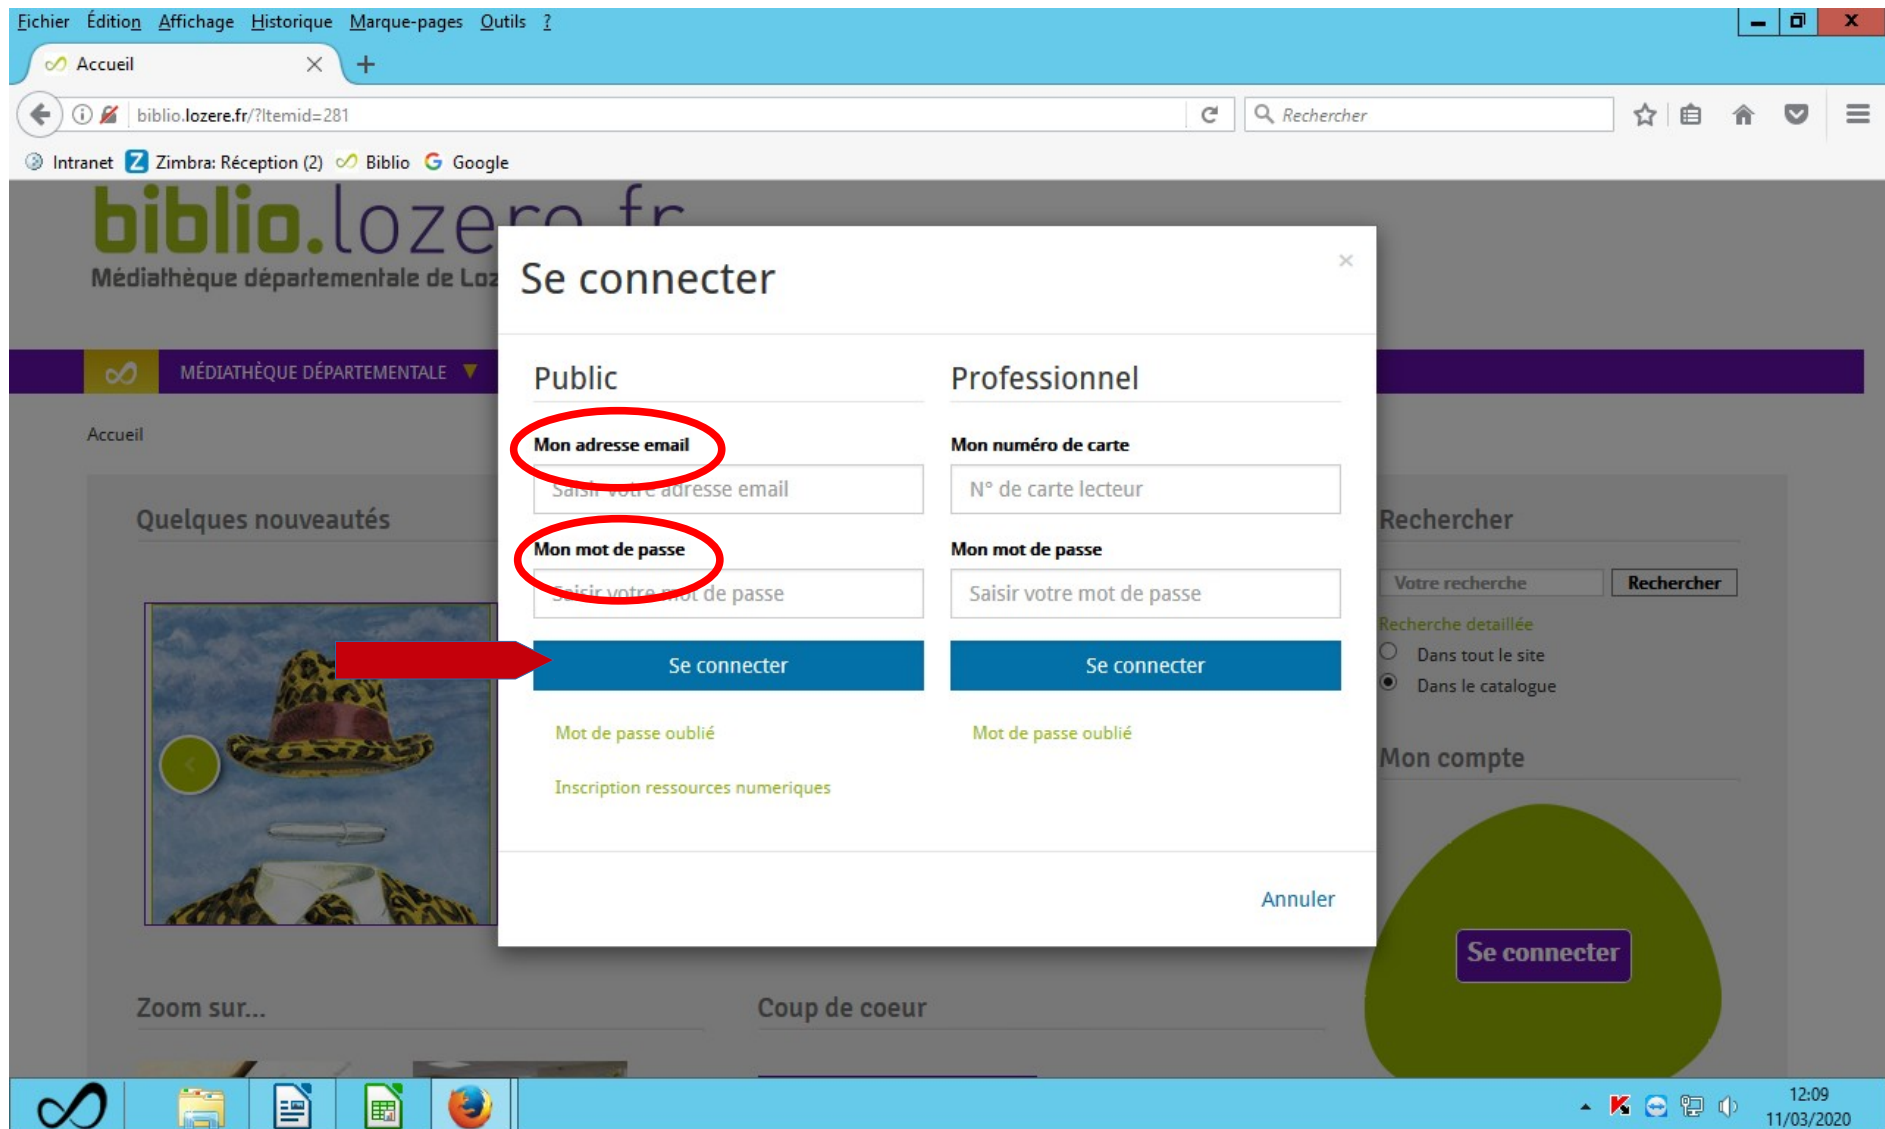 Fichier Édition Affichage Historique Marque-pages Outils ?
Accueil
biblio.lozere.fr/?Itemid=281
Rechercher
Intranet Zimbra: Réception (2) Biblio Google
biblio.lozere.fr
Médiathèque départementale de Loz
MÉDIATHÈQUE DÉPARTEMENTALE
Accueil
Se connecter
×
Public
Mon adresse email
Saisir votre adresse email
Mon mot de passe
Saisir votre mot de passe
Se connecter
Mot de passe oublié
Inscription ressources numeriques
Professionnel
Mon numéro de carte
N° de carte lecteur
Mon mot de passe
Saisir votre mot de passe
Se connecter
Mot de passe oublié
Annuler
Quelques nouveautés
Rechercher
Votre recherche
Rechercher
Recherche detaillée
Dans tout le site
Dans le catalogue
Mon compte
Se connecter
Zoom sur...
Coup de coeur
12:09
11/03/2020